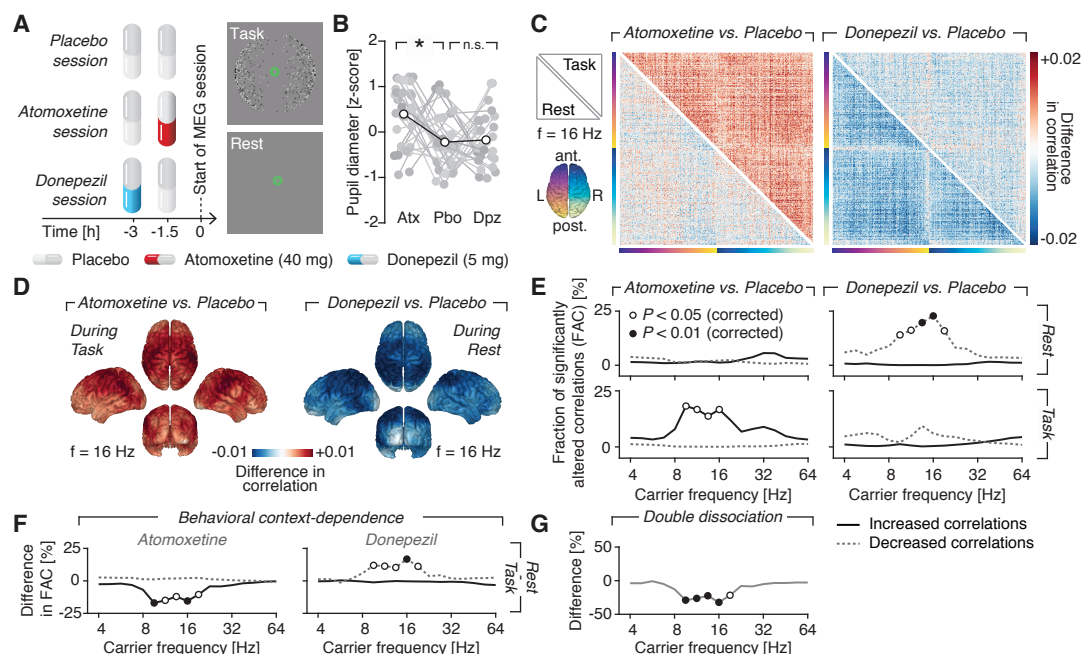 A
Placebo
session
Atomoxetine
session
Donepezil
session
Time [h]
-3
-1.5
0
Start of MEG session
Task
Rest
Placebo
Atomoxetine (40 mg)
Donepezil (5 mg)
B
Pupil diameter [z-score]
2
1
0
-1
-2
*
n.s.
Atx
Pbo
Dpz
C
Atomoxetine vs. Placebo
Donepezil vs. Placebo
Task
Rest
f = 16 Hz
ant.
L
R
post.
+0.02
-0.02
Difference
in correlation
D
Atomoxetine vs. Placebo
Donepezil vs. Placebo
During
Task
During
Rest
f = 16 Hz
-0.01
+0.01
Difference in
correlation
f = 16 Hz
E
Atomoxetine vs. Placebo
Donepezil vs. Placebo
Fraction of significantly
altered correlations (FAC) [%]
25
0
P < 0.05 (corrected)
P < 0.01 (corrected)
Rest
25
0
Task
4 8 16 32 64
4 8 16 32 64
Carrier frequency [Hz]
Carrier frequency [Hz]
F
Behavioral context-dependence
Atomoxetine
Donepezil
Difference
in FAC [%]
25
0
-25
Rest
Task
4 8 16 32 64
4 8 16 32 64
Carrier frequency [Hz]
Carrier frequency [Hz]
G
Double dissociation
Difference [%]
50
0
-50
4 8 16 32 64
Carrier frequency [Hz]
Increased correlations
Decreased correlations